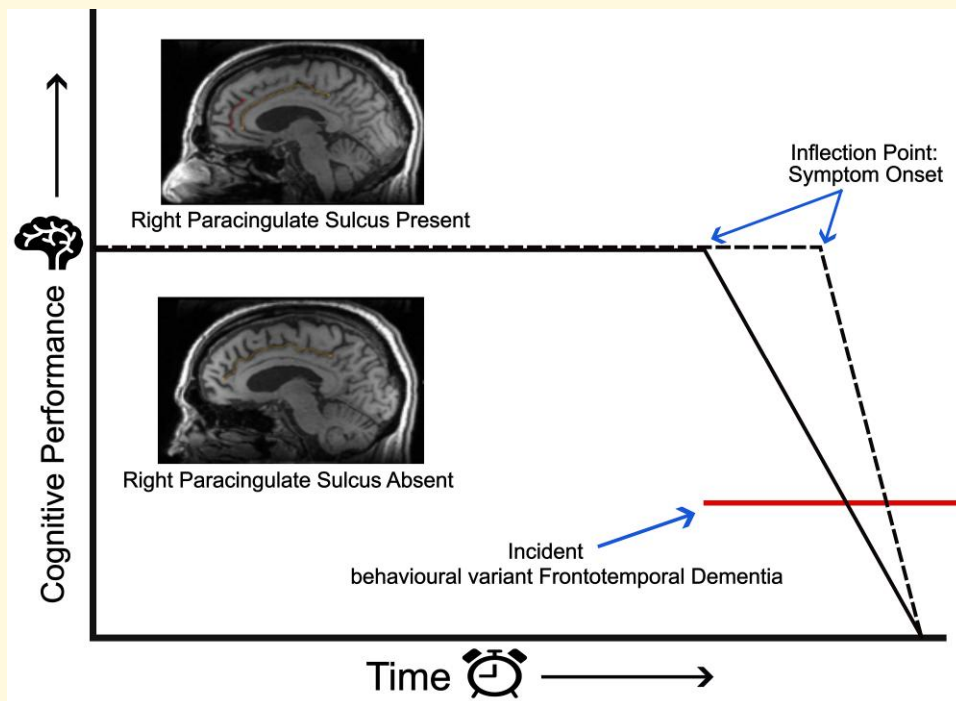 Right Paracingulate Sulcus Present
Inflection Point:
Symptom Onset
Cognitive Performance
Right Paracingulate Sulcus Absent
Incident
behavioural variant Frontotemporal Dementia
Time